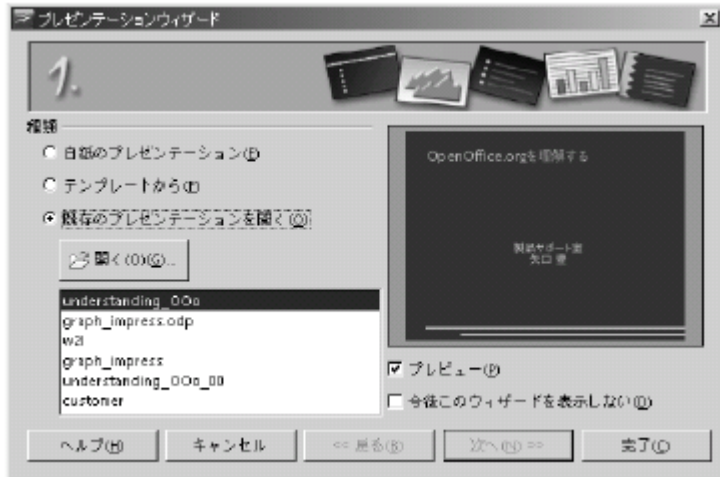 プレゼンテーションウィザード
1.
種類
白紙のプレゼンテーション(E)
テンプレートから(T)
既存のプレゼンテーションを開く(O)
開く(O)(G)...
understanding_OOo
graph_impress.odp
w2l
graph_impress
understanding_OOo_00
customer
OpenOffice.orgを理解する
矢口
プレビュー(P)
今後このウィザードを表示しない(D)
ヘルプ(H)
キャンセル
<< 戻る(B)
次へ(N) >>
完了(C)